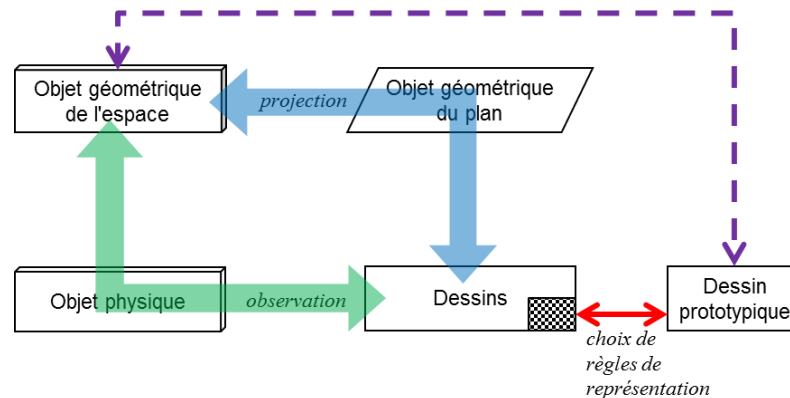 Objet géométrique
de l'espace
projection
Objet géométrique
du plan
Objet physique
observation
Dessins
Dessin
prototypique
choix de
règles de
représentation